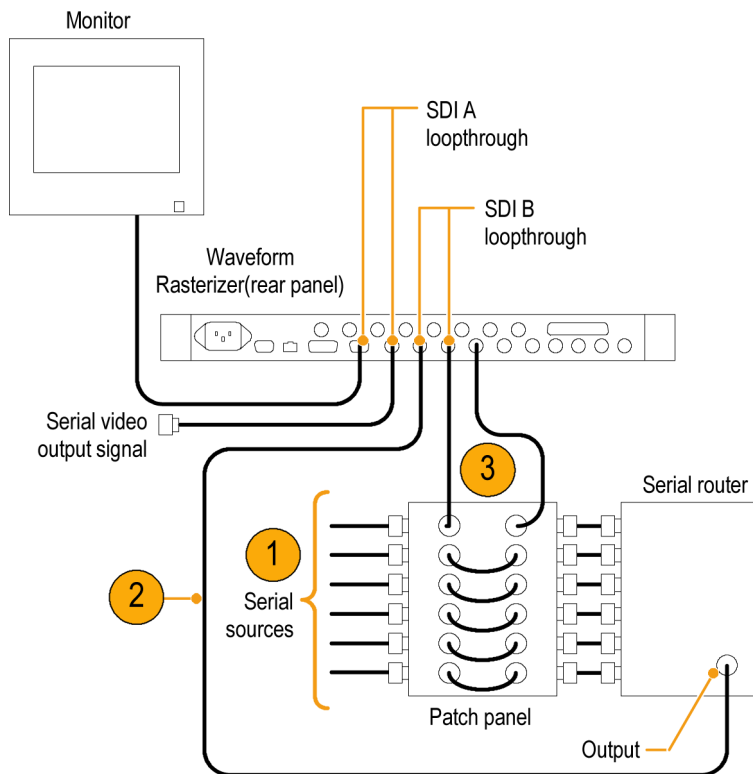 Monitor
SDI A
loopthrough
SDI B
loopthrough
Waveform
Rasterizer(rear panel)
Serial video
output signal
3
Serial router
1
2
Serial
sources
Patch panel
Output